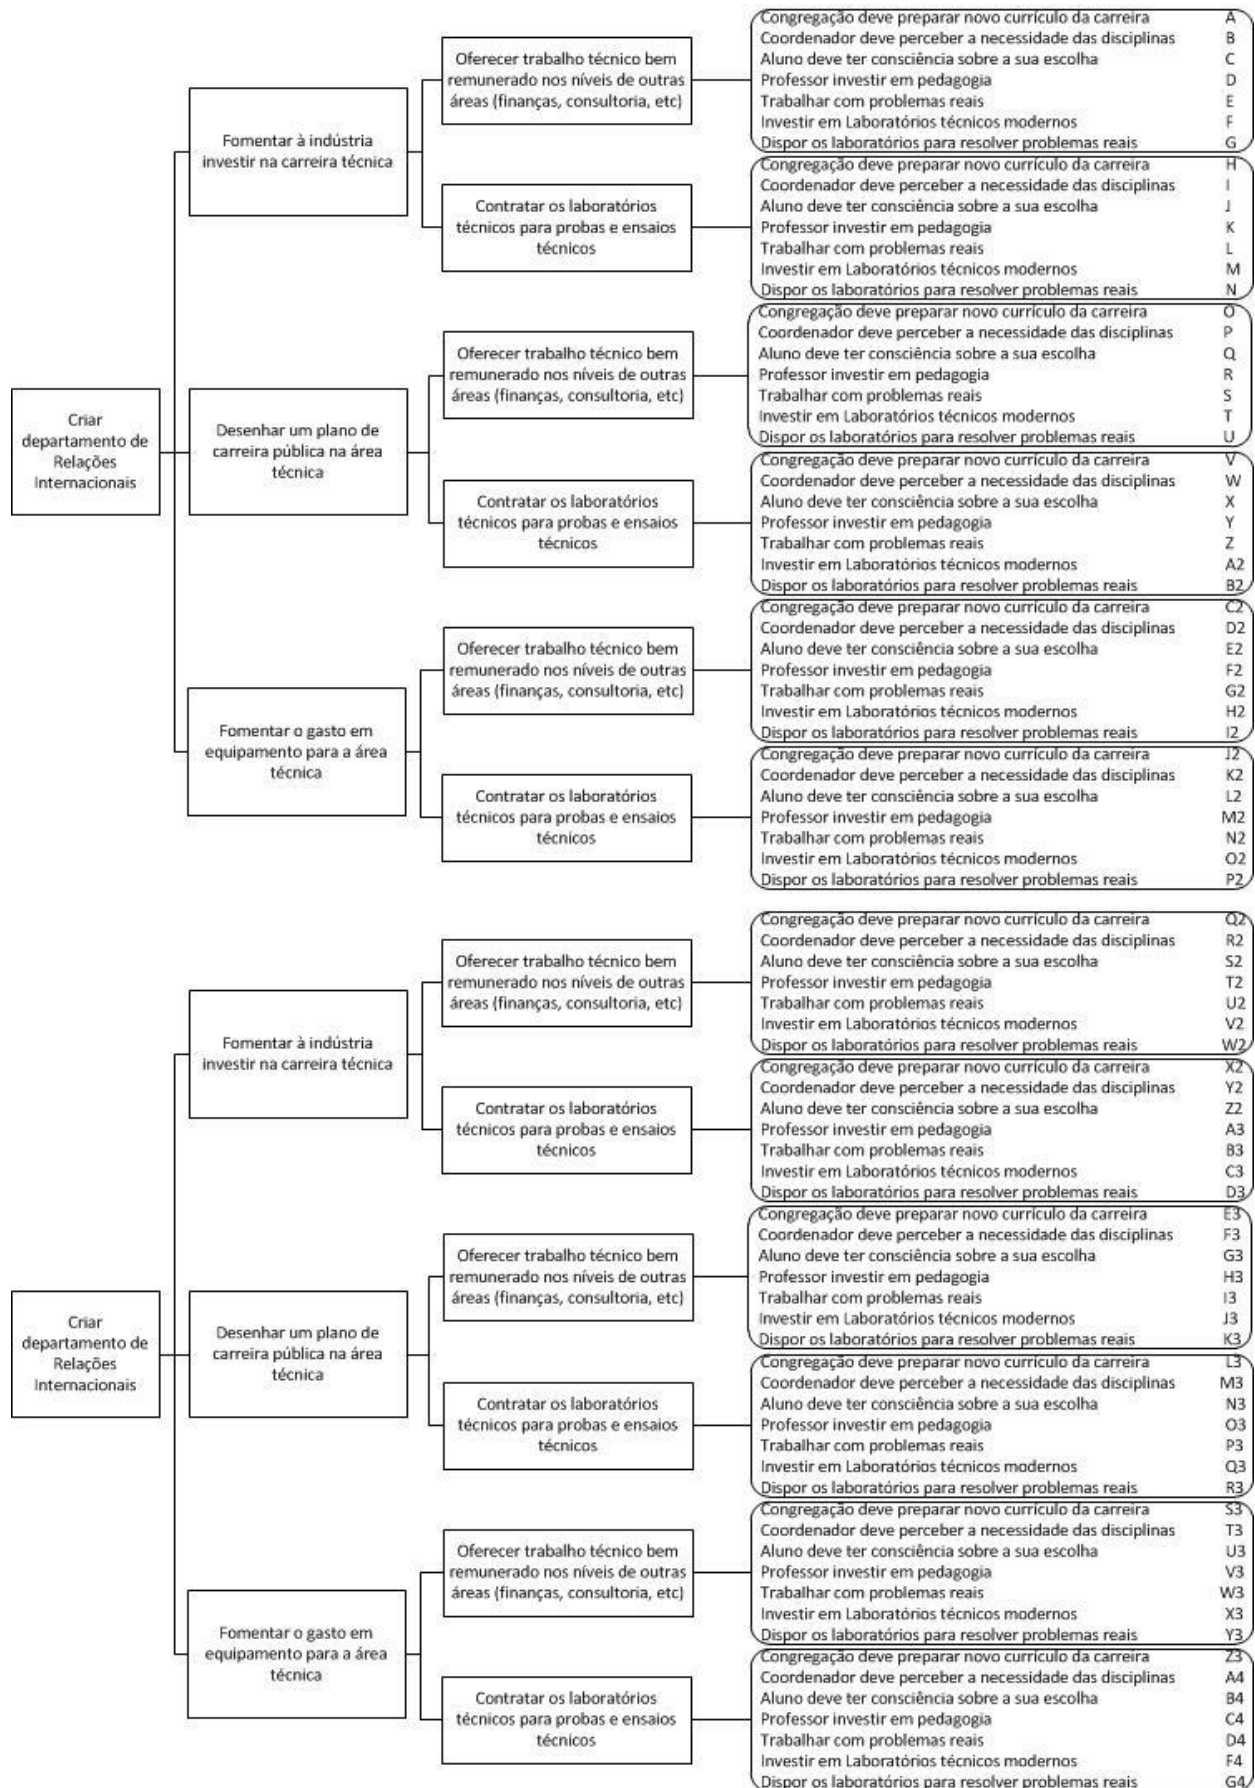 Criar
departamento de
Relações
Internacionais
Fomentar à indústria
investir na carreira técnica
Oferecer trabalho técnico bem
remunerado nos níveis de outras
áreas (finanças, consultoria, etc)
Congregação deve preparar novo currículo da carreira A
Coordenador deve perceber a necessidade das disciplinas B
Aluno deve ter consciência sobre a sua escolha C
Professor investir em pedagogia D
Trabalhar com problemas reais E
Investir em Laboratórios técnicos modernos F
Dispor os laboratórios para resolver problemas reais G
Contratar os laboratórios
técnicos para probas e ensaios
técnicos
Congregação deve preparar novo currículo da carreira H
Coordenador deve perceber a necessidade das disciplinas I
Aluno deve ter consciência sobre a sua escolha J
Professor investir em pedagogia K
Trabalhar com problemas reais L
Investir em Laboratórios técnicos modernos M
Dispor os laboratórios para resolver problemas reais N
Desenhar um plano de
carreira pública na área
técnica
Oferecer trabalho técnico bem
remunerado nos níveis de outras
áreas (finanças, consultoria, etc)
Congregação deve preparar novo currículo da carreira O
Coordenador deve perceber a necessidade das disciplinas P
Aluno deve ter consciência sobre a sua escolha Q
Professor investir em pedagogia R
Trabalhar com problemas reais S
Investir em Laboratórios técnicos modernos T
Dispor os laboratórios para resolver problemas reais U
Contratar os laboratórios
técnicos para probas e ensaios
técnicos
Congregação deve preparar novo currículo da carreira V
Coordenador deve perceber a necessidade das disciplinas W
Aluno deve ter consciência sobre a sua escolha X
Professor investir em pedagogia Y
Trabalhar com problemas reais Z
Investir em Laboratórios técnicos modernos A2
Dispor os laboratórios para resolver problemas reais B2
Fomentar o gasto em
equipamento para a área
técnica
Oferecer trabalho técnico bem
remunerado nos níveis de outras
áreas (finanças, consultoria, etc)
Congregação deve preparar novo currículo da carreira C2
Coordenador deve perceber a necessidade das disciplinas D2
Aluno deve ter consciência sobre a sua escolha E2
Professor investir em pedagogia F2
Trabalhar com problemas reais G2
Investir em Laboratórios técnicos modernos H2
Dispor os laboratórios para resolver problemas reais I2
Contratar os laboratórios
técnicos para probas e ensaios
técnicos
Congregação deve preparar novo currículo da carreira J2
Coordenador deve perceber a necessidade das disciplinas K2
Aluno deve ter consciência sobre a sua escolha L2
Professor investir em pedagogia M2
Trabalhar com problemas reais N2
Investir em Laboratórios técnicos modernos O2
Dispor os laboratórios para resolver problemas reais P2
Criar
departamento de
Relações
Internacionais
Fomentar à indústria
investir na carreira técnica
Oferecer trabalho técnico bem
remunerado nos níveis de outras
áreas (finanças, consultoria, etc)
Congregação deve preparar novo currículo da carreira Q2
Coordenador deve perceber a necessidade das disciplinas R2
Aluno deve ter consciência sobre a sua escolha S2
Professor investir em pedagogia T2
Trabalhar com problemas reais U2
Investir em Laboratórios técnicos modernos V2
Dispor os laboratórios para resolver problemas reais W2
Contratar os laboratórios
técnicos para probas e ensaios
técnicos
Congregação deve preparar novo currículo da carreira X2
Coordenador deve perceber a necessidade das disciplinas Y2
Aluno deve ter consciência sobre a sua escolha Z2
Professor investir em pedagogia A3
Trabalhar com problemas reais B3
Investir em Laboratórios técnicos modernos C3
Dispor os laboratórios para resolver problemas reais D3
Desenhar um plano de
carreira pública na área
técnica
Oferecer trabalho técnico bem
remunerado nos níveis de outras
áreas (finanças, consultoria, etc)
Congregação deve preparar novo currículo da carreira E3
Coordenador deve perceber a necessidade das disciplinas F3
Aluno deve ter consciência sobre a sua escolha G3
Professor investir em pedagogia H3
Trabalhar com problemas reais I3
Investir em Laboratórios técnicos modernos J3
Dispor os laboratórios para resolver problemas reais K3
Contratar os laboratórios
técnicos para probas e ensaios
técnicos
Congregação deve preparar novo currículo da carreira L3
Coordenador deve perceber a necessidade das disciplinas M3
Aluno deve ter consciência sobre a sua escolha N3
Professor investir em pedagogia O3
Trabalhar com problemas reais P3
Investir em Laboratórios técnicos modernos Q3
Dispor os laboratórios para resolver problemas reais R3
Fomentar o gasto em
equipamento para a área
técnica
Oferecer trabalho técnico bem
remunerado nos níveis de outras
áreas (finanças, consultoria, etc)
Congregação deve preparar novo currículo da carreira S3
Coordenador deve perceber a necessidade das disciplinas T3
Aluno deve ter consciência sobre a sua escolha U3
Professor investir em pedagogia V3
Trabalhar com problemas reais W3
Investir em Laboratórios técnicos modernos X3
Dispor os laboratórios para resolver problemas reais Y3
Contratar os laboratórios
técnicos para probas e ensaios
técnicos
Congregação deve preparar novo currículo da carreira Z3
Coordenador deve perceber a necessidade das disciplinas A4
Aluno deve ter consciência sobre a sua escolha B4
Professor investir em pedagogia C4
Trabalhar com problemas reais D4
Investir em Laboratórios técnicos modernos F4
Dispor os laboratórios para resolver problemas reais G4